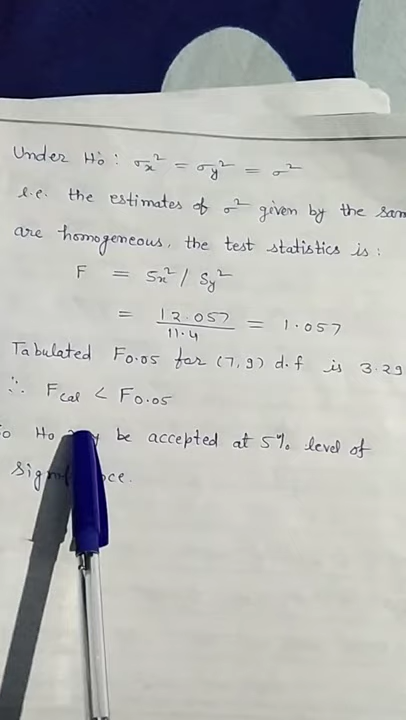 Under H₀ : σx² = σy² = σ²
i.e. the estimates of σ² given by the sam
are homogeneous, the test statistics is :
F = Sx² / Sy²
= 12.057 / 11.4 = 1.057
Tabulated F0.05 for (7,9) d.f is 3.29
∴ Fcal < F0.05
So H₀ be accepted at 5% level of